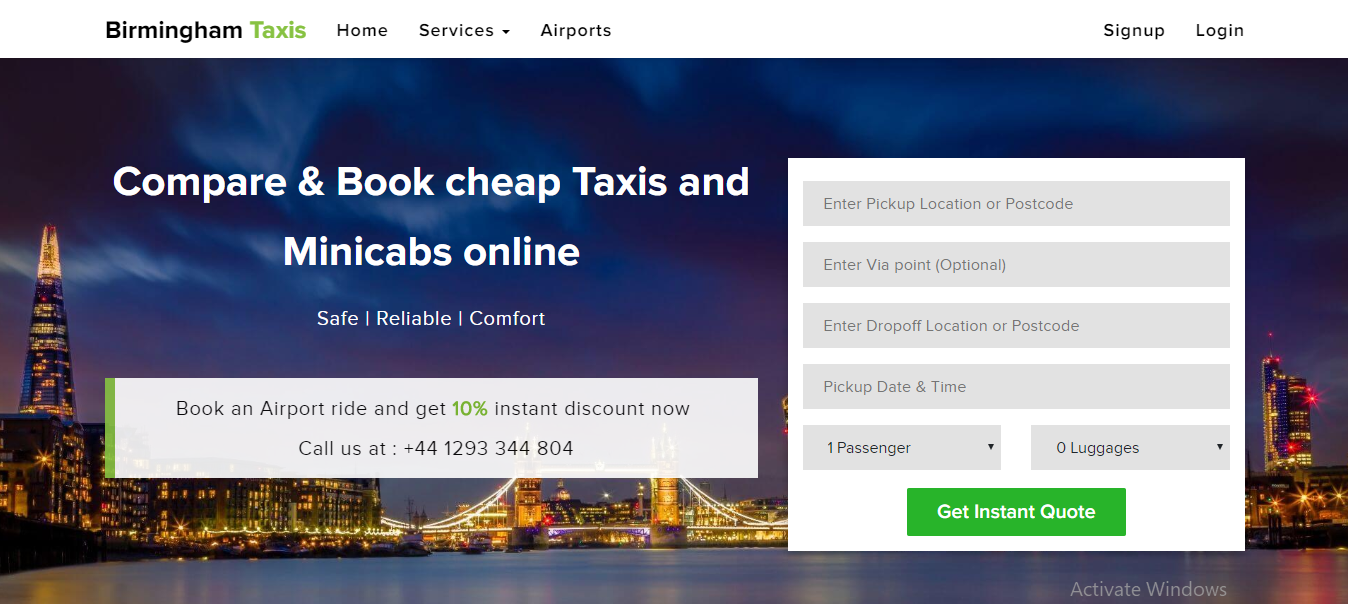 Birmingham Taxis Home Services Airports Signup Login
Compare & Book cheap Taxis and
Minicabs online
Safe | Reliable | Comfort
Book an Airport ride and get 10% instant discount now
Call us at : +44 1293 344 804
Enter Pickup Location or Postcode
Enter Via point (Optional)
Enter Dropoff Location or Postcode
Pickup Date & Time
1 Passenger 0 Luggages
Get Instant Quote
Activate Windows